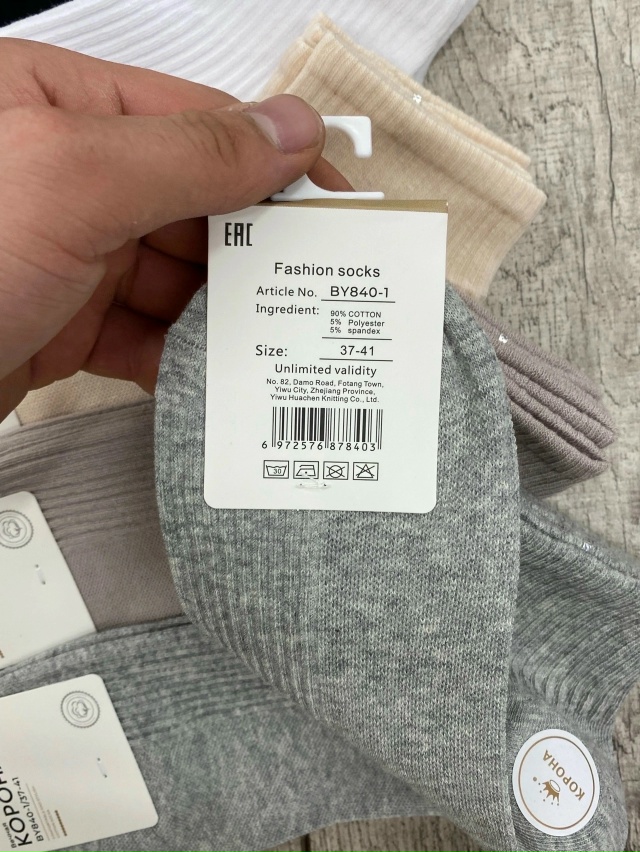 EAC
Fashion socks
Article No. BY840-1
Ingredient: 90% COTTON
5% Polyester
5% spandex
Size: 37-41
Unlimited validity
No. 82, Damo Road, Fotang Town,
Yiwu City, Zhejiang Province,
Yiwu Huachen Knitting Co., Ltd.
6 972576 878403
30
КОРОНА
BY840-1/37-41
КОРОНА